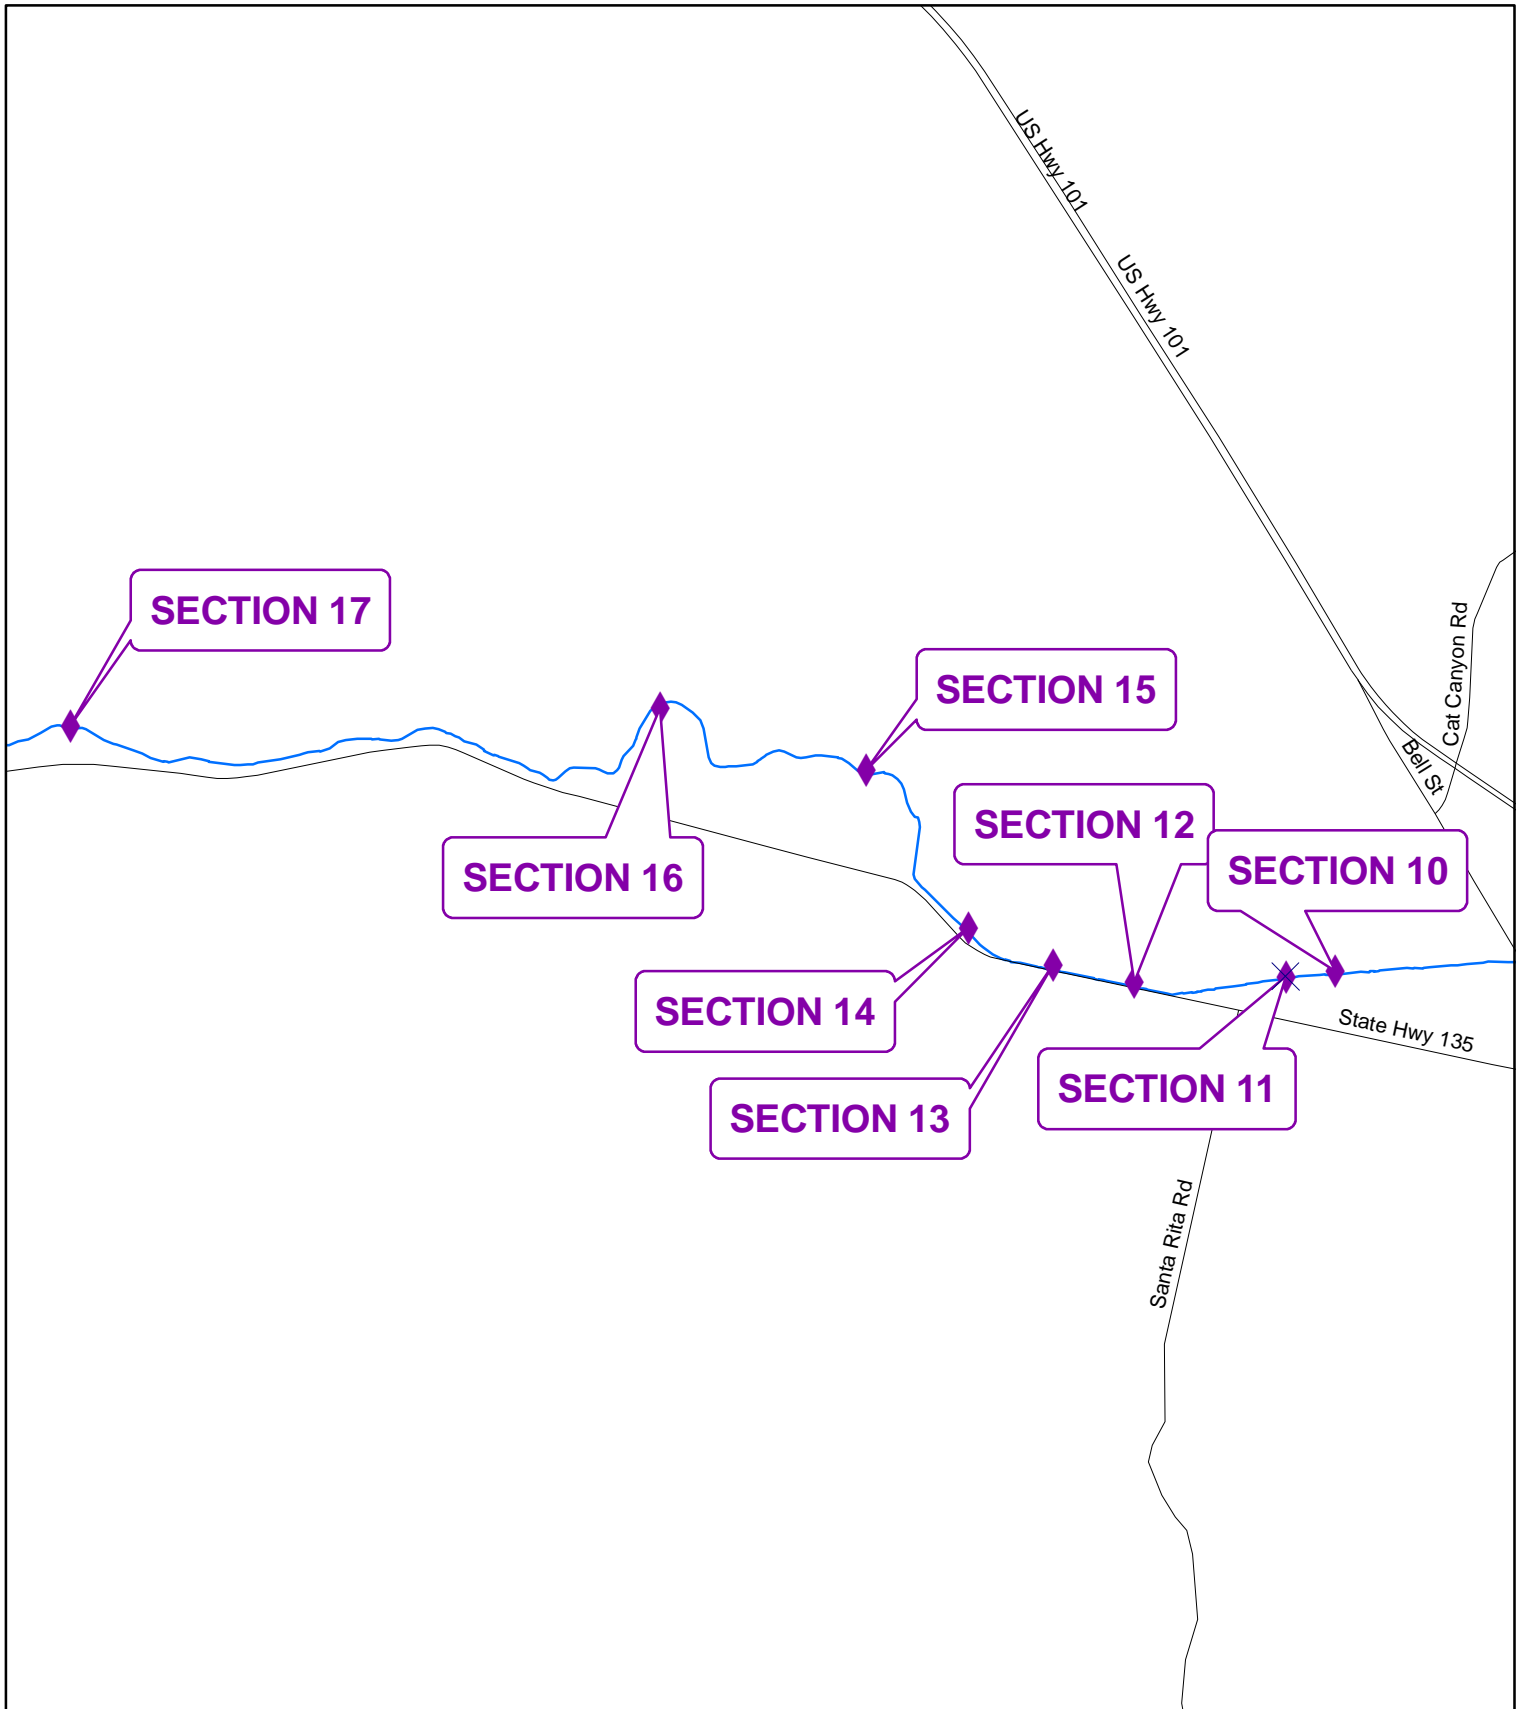 US Hwy 101
US Hwy 101
SECTION 17
Cat Canyon Rd
SECTION 15
Bell St
SECTION 12
SECTION 10
SECTION 16
SECTION 14
State Hwy 135
SECTION 11
SECTION 13
Santa Rita Rd